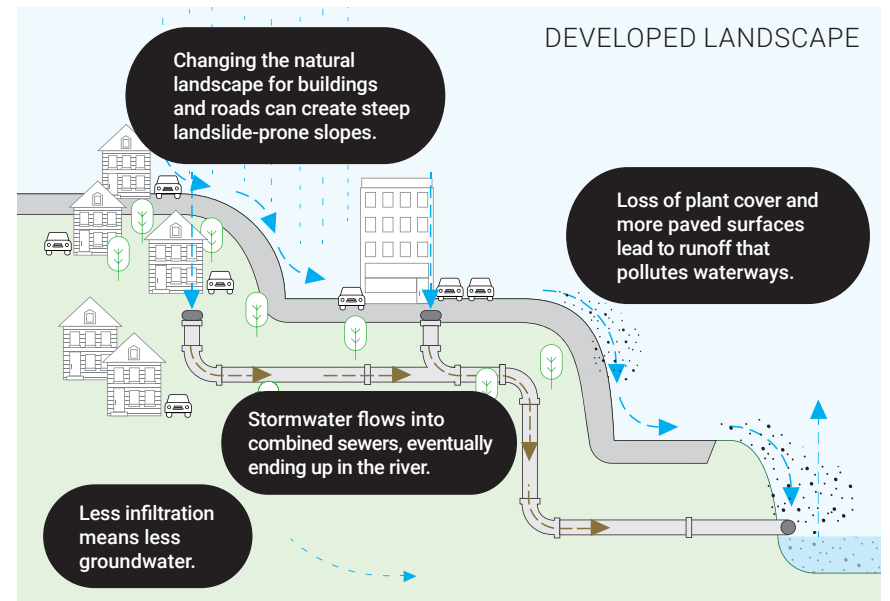 DEVELOPED LANDSCAPE
Changing the natural
landscape for buildings
and roads can create steep
landslide-prone slopes.
Loss of plant cover and
more paved surfaces
lead to runoff that
pollutes waterways.
Stormwater flows into
combined sewers, eventually
ending up in the river.
Less infiltration
means less
groundwater.